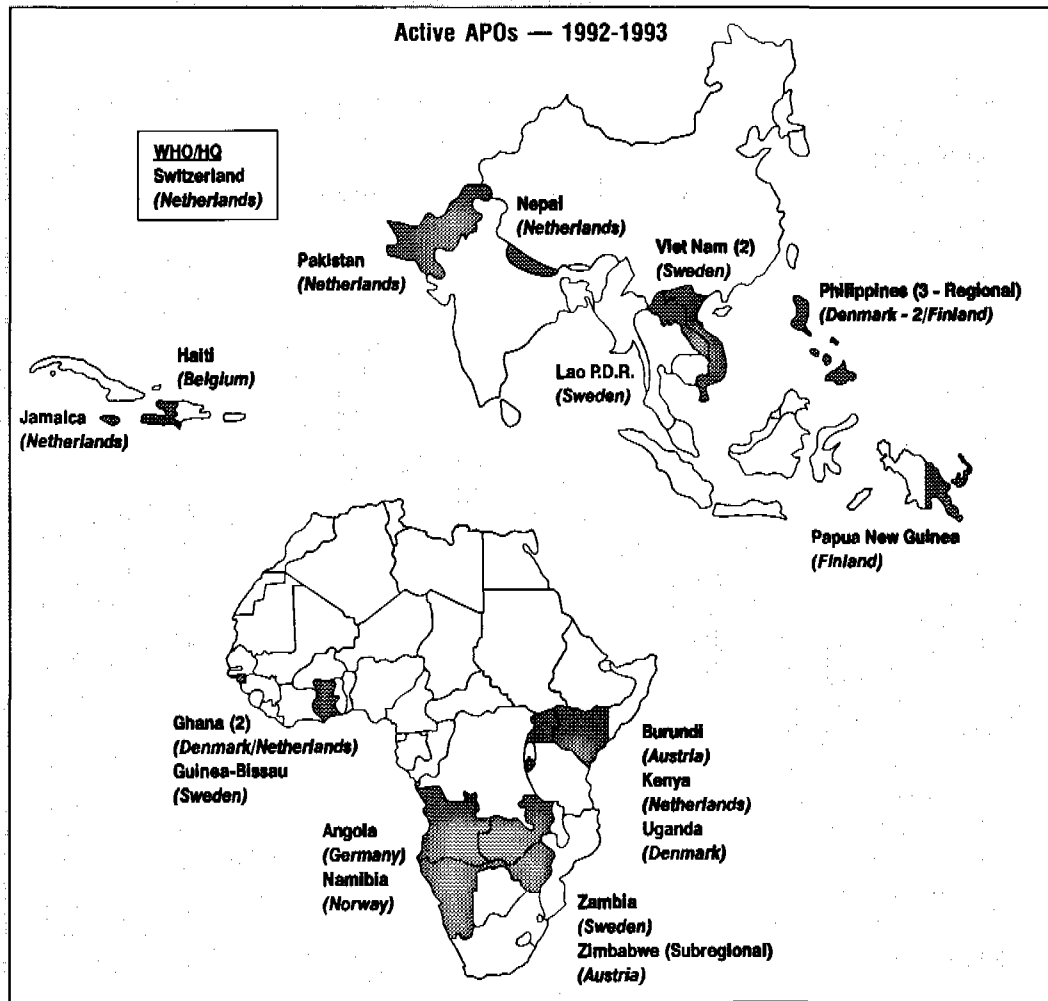 Active APOs — 1992-1993
WHO/HQ
Switzerland
(Netherlands)
Nepal
(Netherlands)
Pakistan
(Netherlands)
Viet Nam (2)
(Sweden)
Philippines (3 - Regional)
(Denmark - 2/Finland)
Haiti
(Belgium)
Lao P.D.R.
(Sweden)
Jamaica
(Netherlands)
Papua New Guinea
(Finland)
Ghana (2)
(Denmark/Netherlands)
Guinea-Bissau
(Sweden)
Burundi
(Austria)
Kenya
(Netherlands)
Uganda
(Denmark)
Angola
(Germany)
Namibia
(Norway)
Zambia
(Sweden)
Zimbabwe (Subregional)
(Austria)